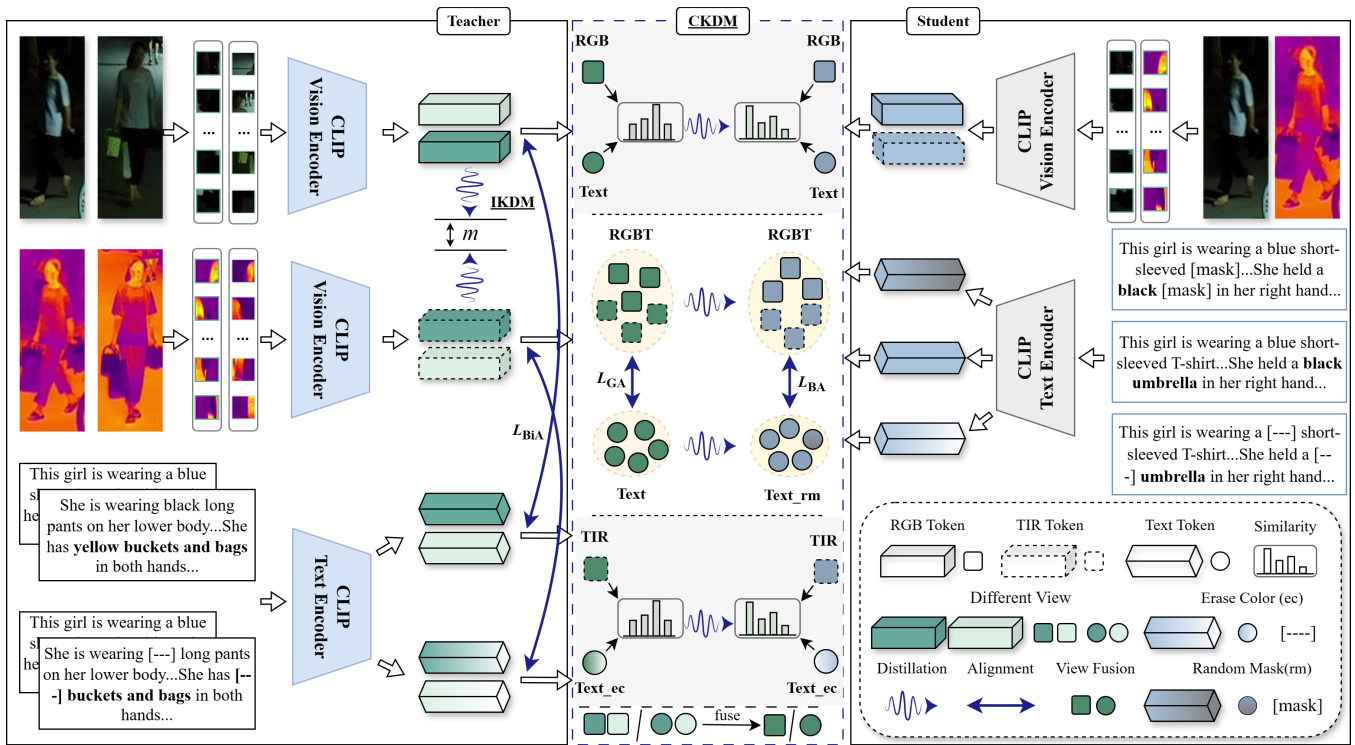 Teacher
CKDM
Student
CLIP
Vision Encoder
IKDM
m
CLIP
Vision Encoder
L_BiA
This girl is wearing a blue
She is wearing black long
pants on her lower body...She
has yellow buckets and bags
in both hands...
CLIP
Text Encoder
This girl is wearing a blue
She is wearing [---] long
pants on her lower body...She has [--
-] buckets and bags in both
hands...
RGB
RGB
Text
Text
RGBT
RGBT
L_GA
L_BA
Text
Text_rm
TIR
TIR
Text_ec
Text_ec
fuse
CLIP
Vision Encoder
...
...
...
...
...
...
CLIP
Text Encoder
This girl is wearing a blue short-
sleeved [mask]...She held a
black [mask] in her right hand...
This girl is wearing a blue short-
sleeved T-shirt...She held a black
umbrella in her right hand...
This girl is wearing a [---] short-
sleeved T-shirt...She held a [--
-] umbrella in her right hand...
RGB Token
TIR Token
Text Token
Similarity
Different View
Erase Color (ec)
[----]
Distillation
Alignment
View Fusion
Random Mask(rm)
[mask]